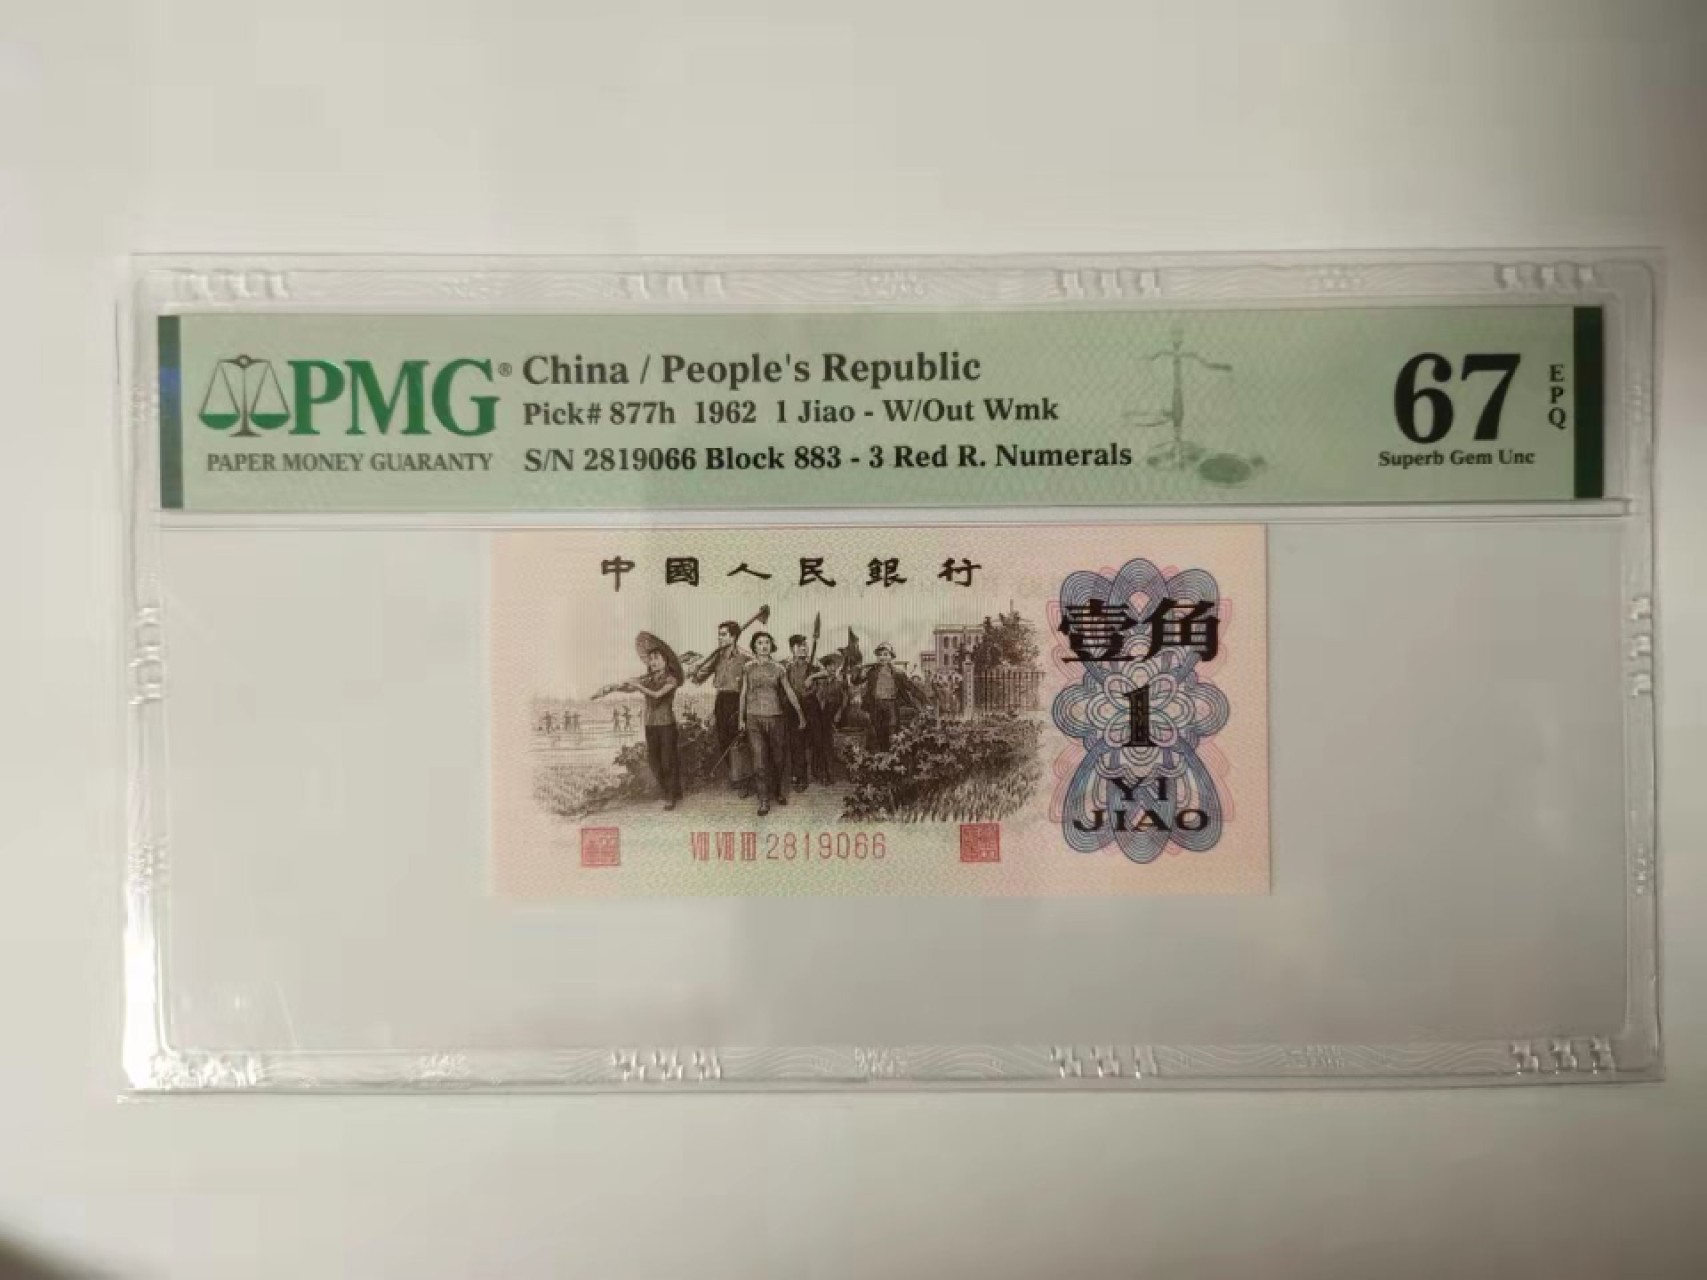 PMG®
PAPER MONEY GUARANTY
China / People's Republic
Pick# 877h 1962 1 Jiao - W/Out Wmk
S/N 2819066 Block 883 - 3 Red R. Numerals
67
EPQ
Superb Gem Unc
中國人民銀行
壹角
1
YI
JIAO
VIII VIII III 2819066